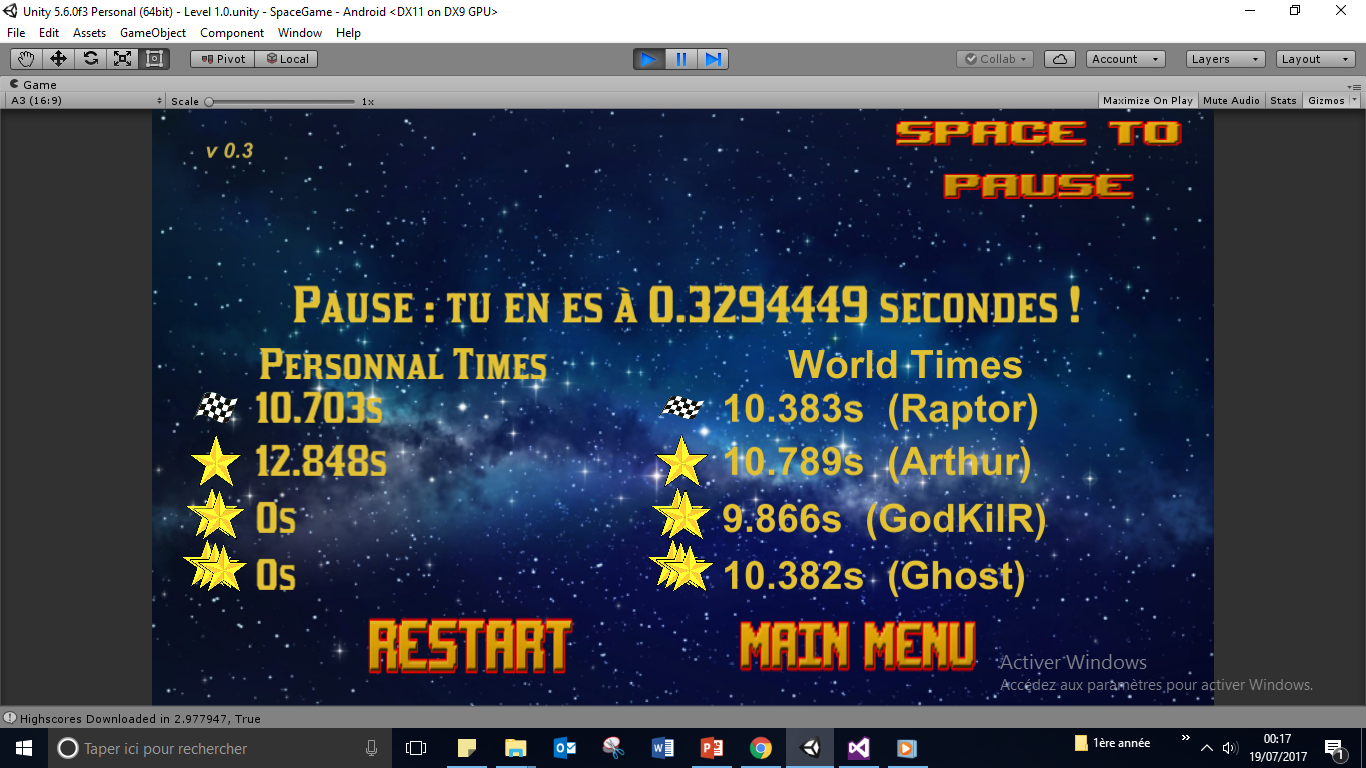 Unity 5.6.0f3 Personal (64bit) - Level 1.0.unity - SpaceGame - Android <DX11 on DX9 GPU>
File Edit Assets GameObject Component Window Help
Pivot Local Collab Account Layers Layout
Game
A3 (16:9) Scale 1x Maximize On Play Mute Audio Stats Gizmos
SPACE TO
v 0.3
PAUSE
PAUSE : TU EN ES À 0.3294449 SECONDES !
PERSONNAL TIMES World Times
10.703s 10.383s (Raptor)
12.848s 10.789s (Arthur)
0s 9.866s (GodKilR)
0s 10.382s (Ghost)
RESTART MAIN MENU
Activer Windows
Accédez aux paramètres pour activer Windows.
Highscores Downloaded in 2.977947, True
Taper ici pour rechercher 1ère année » 00:17
19/07/2017 1